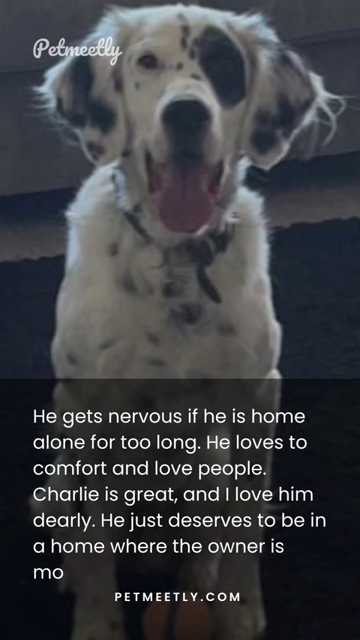 Petmeetly
He gets nervous if he is home
alone for too long. He loves to
comfort and love people.
Charlie is great, and I love him
dearly. He just deserves to be in
a home where the owner is
mo
PETMEETLY.COM